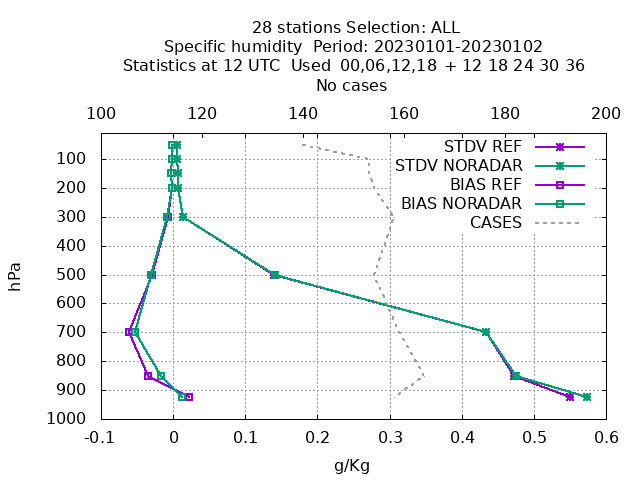 28 stations Selection: ALL
Specific humidity  Period: 20230101-20230102
Statistics at 12 UTC  Used  00,06,12,18  + 12 18 24 30 36
No cases
100 120 140 160 180 200
STDV REF
STDV NORADAR
BIAS REF
BIAS NORADAR
CASES
hPa
100
200
300
400
500
600
700
800
900
1000
-0.1 0 0.1 0.2 0.3 0.4 0.5 0.6
g/Kg